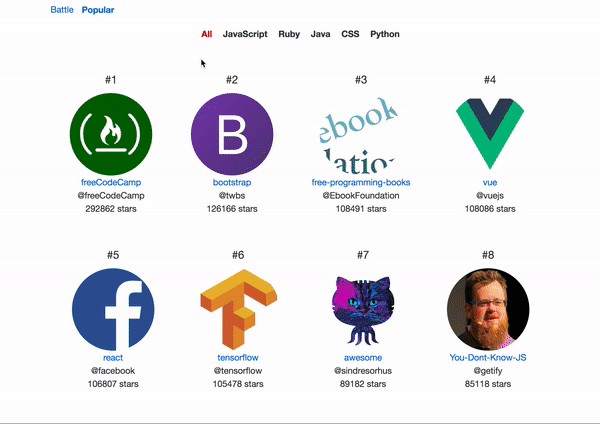 Battle Popular
All JavaScript Ruby Java CSS Python
#1 #2 #3 #4
B
ebook
lation
freeCodeCamp bootstrap free-programming-books vue
@freeCodeCamp @twbs @EbookFoundation @vuejs
292862 stars 126166 stars 108491 stars 108086 stars
#5 #6 #7 #8
f
react tensorflow awesome You-Dont-Know-JS
@facebook @tensorflow @sindresorhus @getify
106807 stars 105478 stars 89182 stars 85118 stars